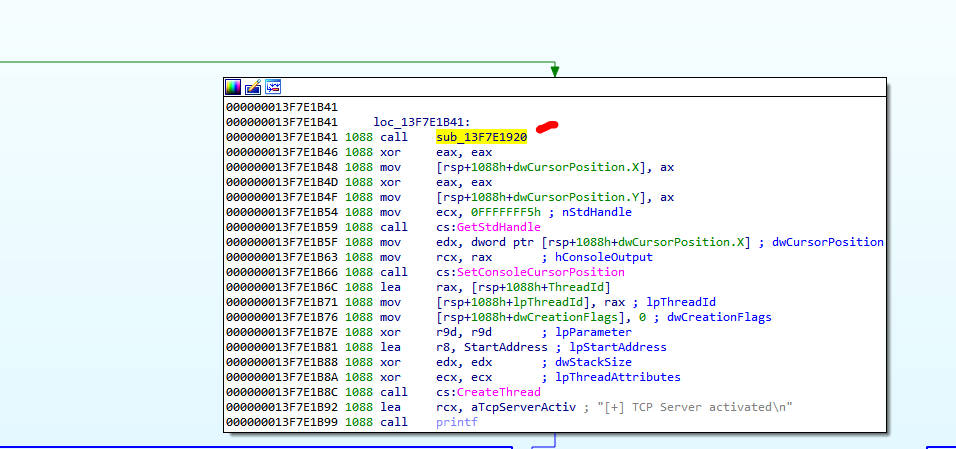 000000013F7E1B41
000000013F7E1B41 loc_13F7E1B41:
000000013F7E1B41 1088 call sub_13F7E1920
000000013F7E1B46 1088 xor eax, eax
000000013F7E1B48 1088 mov [rsp+1088h+dwCursorPosition.X], ax
000000013F7E1B4D 1088 xor eax, eax
000000013F7E1B4F 1088 mov [rsp+1088h+dwCursorPosition.Y], ax
000000013F7E1B54 1088 mov ecx, 0FFFFFFF5h ; nStdHandle
000000013F7E1B59 1088 call cs:GetStdHandle
000000013F7E1B5F 1088 mov edx, dword ptr [rsp+1088h+dwCursorPosition.X] ; dwCursorPosition
000000013F7E1B63 1088 mov rcx, rax ; hConsoleOutput
000000013F7E1B66 1088 call cs:SetConsoleCursorPosition
000000013F7E1B6C 1088 lea rax, [rsp+1088h+ThreadId]
000000013F7E1B71 1088 mov [rsp+1088h+lpThreadId], rax ; lpThreadId
000000013F7E1B76 1088 mov [rsp+1088h+dwCreationFlags], 0 ; dwCreationFlags
000000013F7E1B7E 1088 xor r9d, r9d ; lpParameter
000000013F7E1B81 1088 lea r8, StartAddress ; lpStartAddress
000000013F7E1B88 1088 xor edx, edx ; dwStackSize
000000013F7E1B8A 1088 xor ecx, ecx ; lpThreadAttributes
000000013F7E1B8C 1088 call cs:CreateThread
000000013F7E1B92 1088 lea rcx, aTcpServerActiv ; "[+] TCP Server activated\n"
000000013F7E1B99 1088 call printf